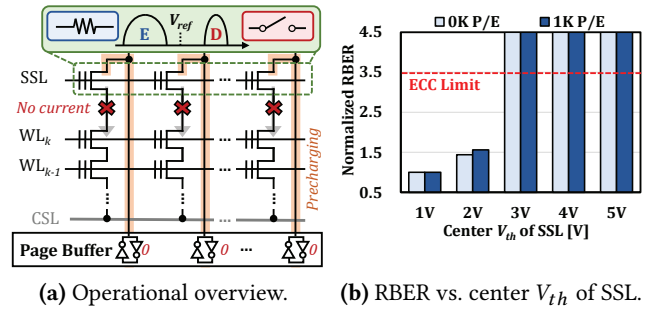 V_ref
E
D
SSL
No current
WL_k
WL_k-1
Precharging
CSL
Page Buffer 0 0 ... 0
(a) Operational overview.
0K P/E 1K P/E
Normalized RBER
4.5
3.5
2.5
1.5
0.5
ECC Limit
1V 2V 3V 4V 5V
Center V_th of SSL [V]
(b) RBER vs. center V_th of SSL.